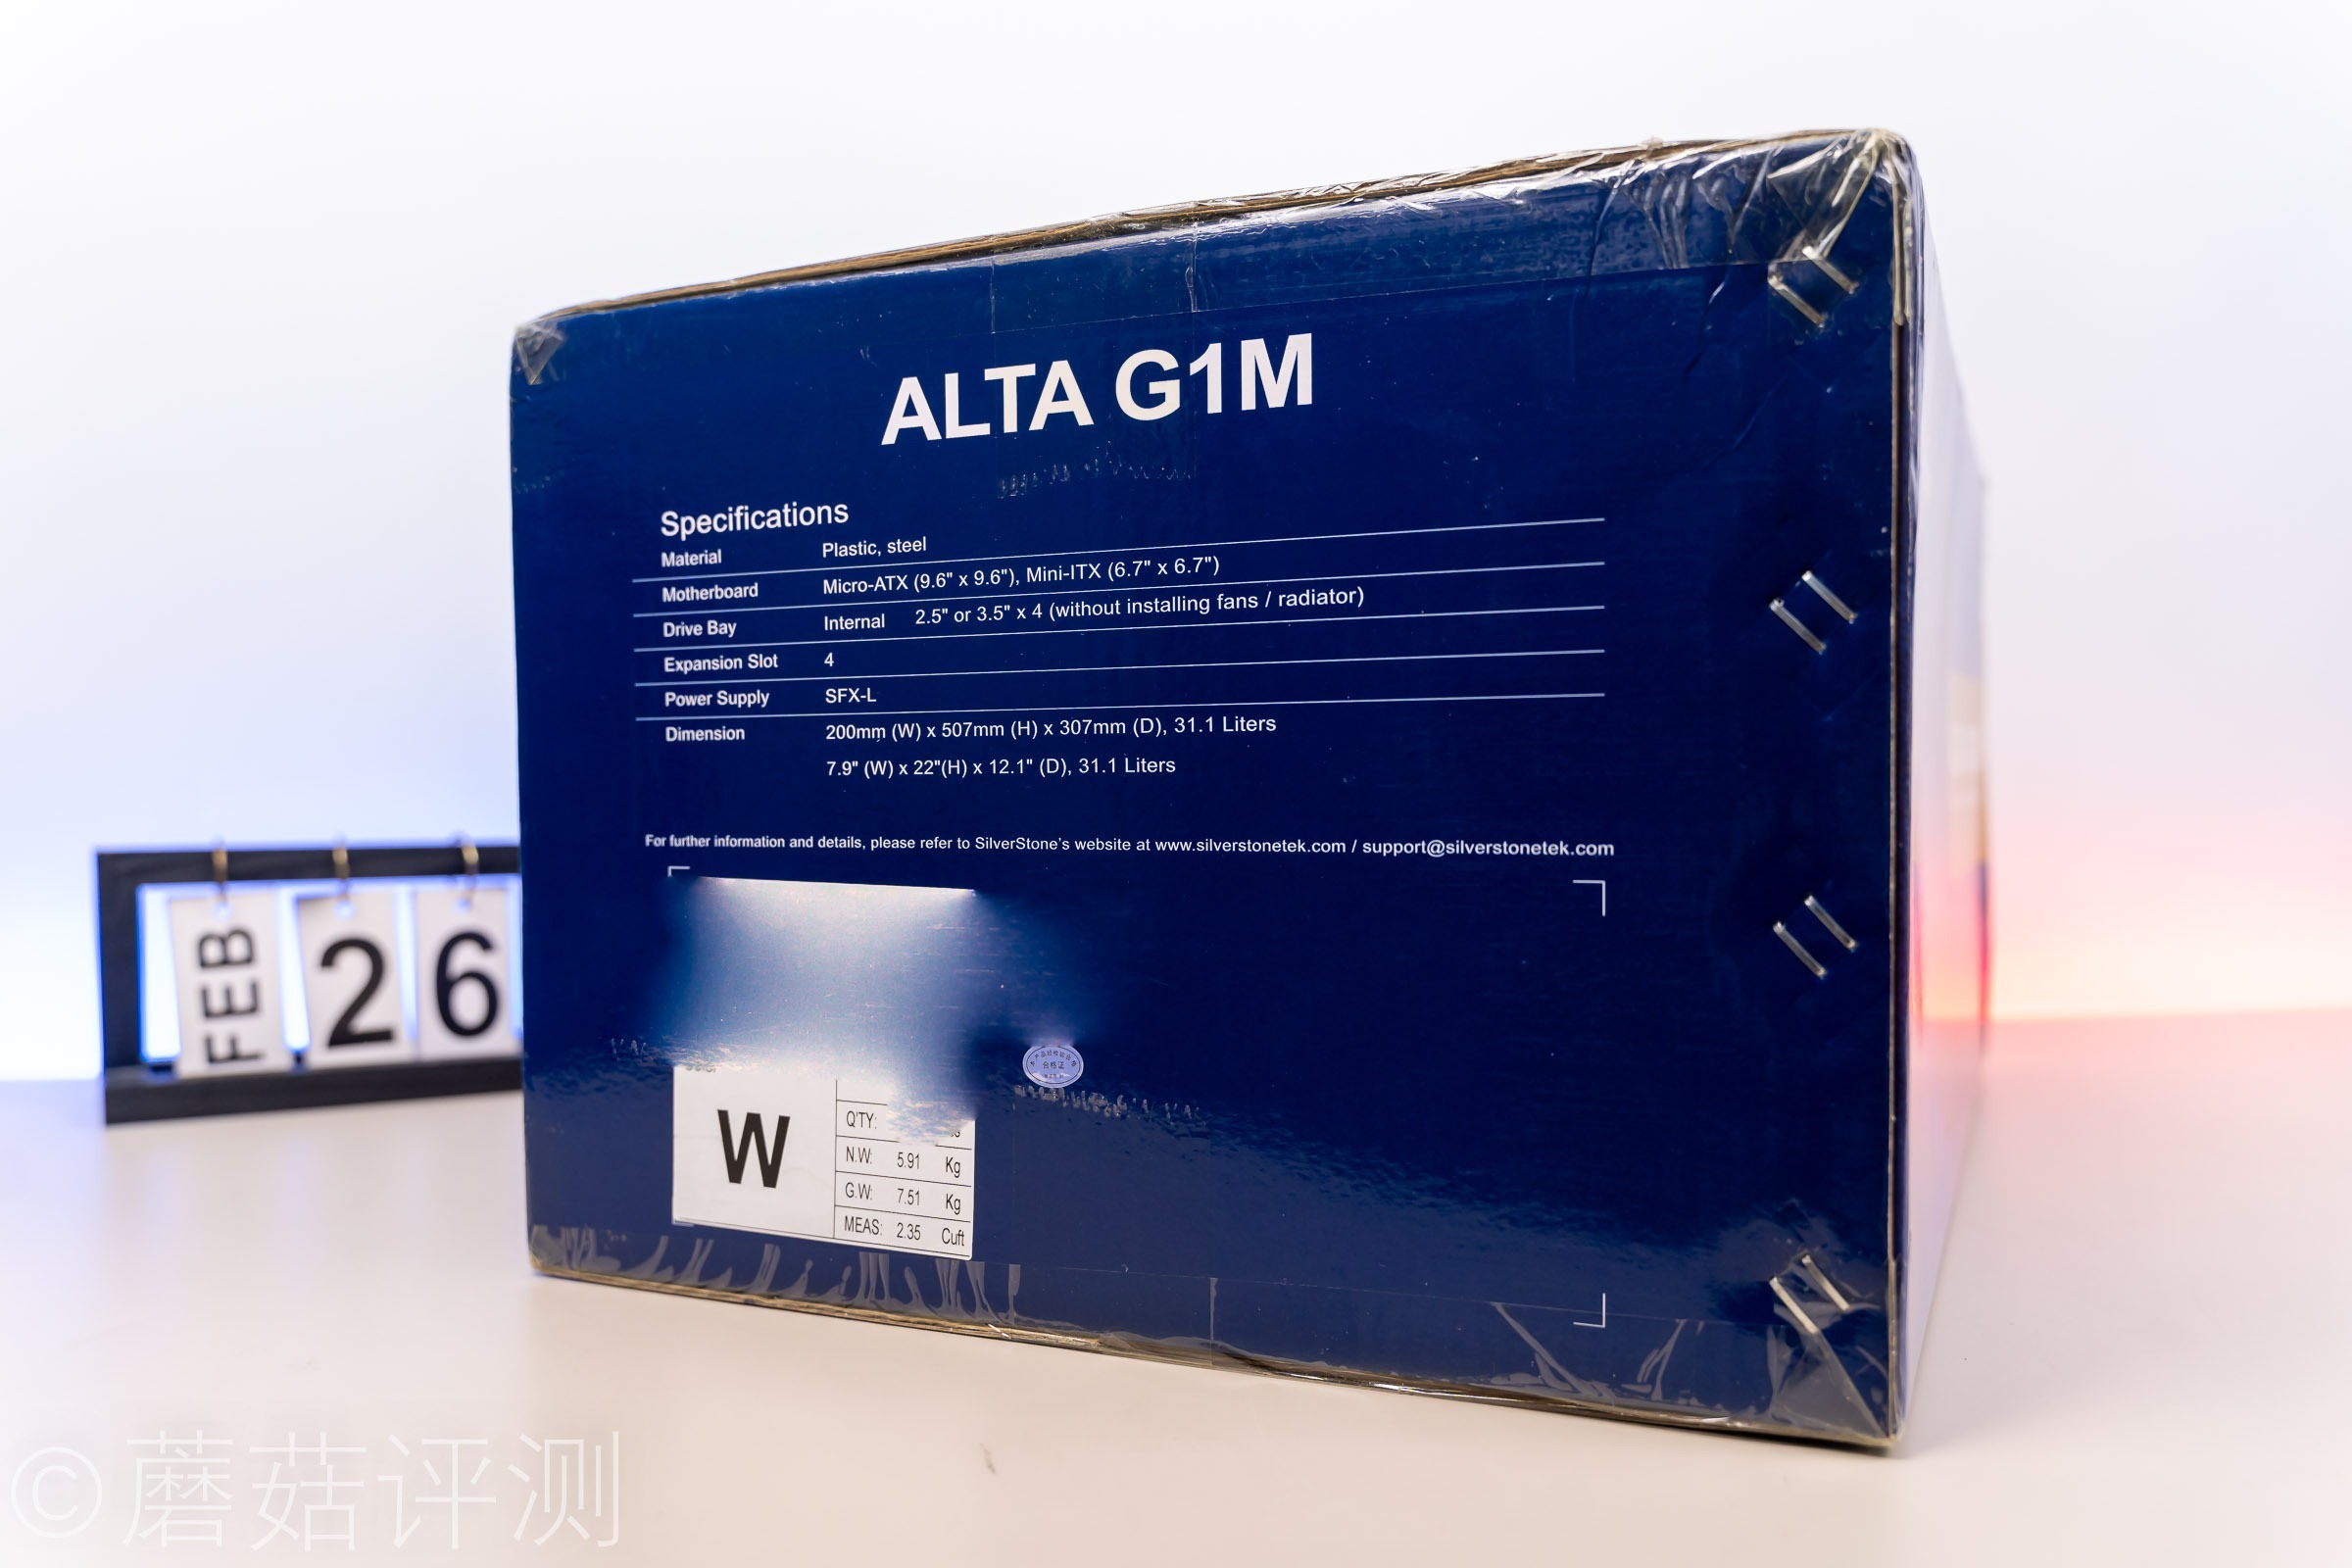 ALTA G1M
Specifications
Material Plastic, steel
Motherboard Micro-ATX (9.6" x 9.6"), Mini-ITX (6.7" x 6.7")
Drive Bay Internal 2.5" or 3.5" x 4 (without installing fans / radiator)
Expansion Slot 4
Power Supply SFX-L
Dimension 200mm (W) x 507mm (H) x 307mm (D), 31.1 Liters
7.9" (W) x 22"(H) x 12.1" (D), 31.1 Liters
For further information and details, please refer to SilverStone's website at www.silverstonetek.com / support@silverstonetek.com
FEB 26
合格证
W
Q'TY:
N.W: 5.91 Kg
G.W: 7.51 Kg
MEAS: 2.35 Cuft
©蘑菇评测